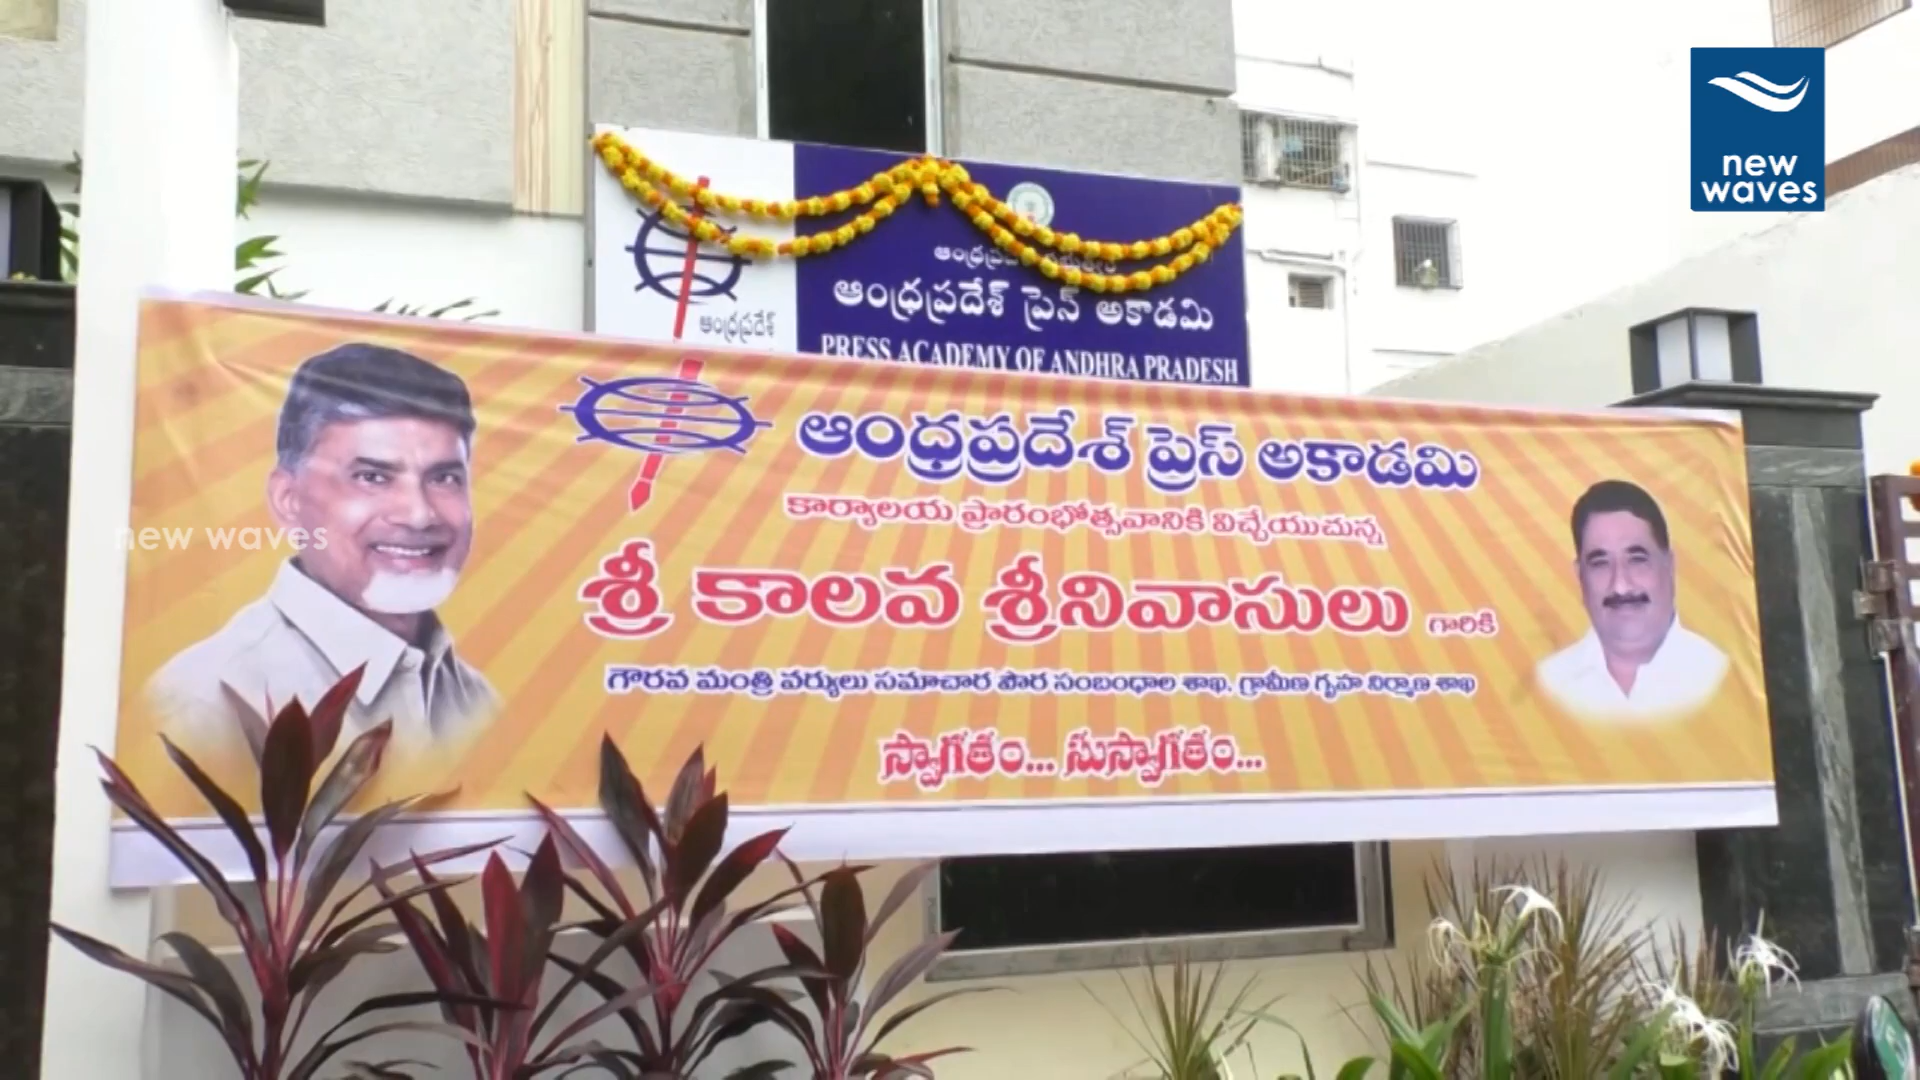 new
waves
ఆంధ్రప్రదేశ్ ప్రెస్ అకాడమి
ఆంధ్రప్రదేశ్
PRESS ACADEMY OF ANDHRA PRADESH
ఆంధ్రప్రదేశ్ ప్రెస్ అకాడమి
కార్యాలయ ప్రారంభోత్సవానికి విచ్చేయుచున్న
new waves
శ్రీ కాలవ శ్రీనివాసులు గారికి
గౌరవ మంత్రి వర్యులు సమాచార పౌర సంబంధాల శాఖ, గ్రామీణ గృహ నిర్మాణ శాఖ
స్వాగతం... సుస్వాగతం...